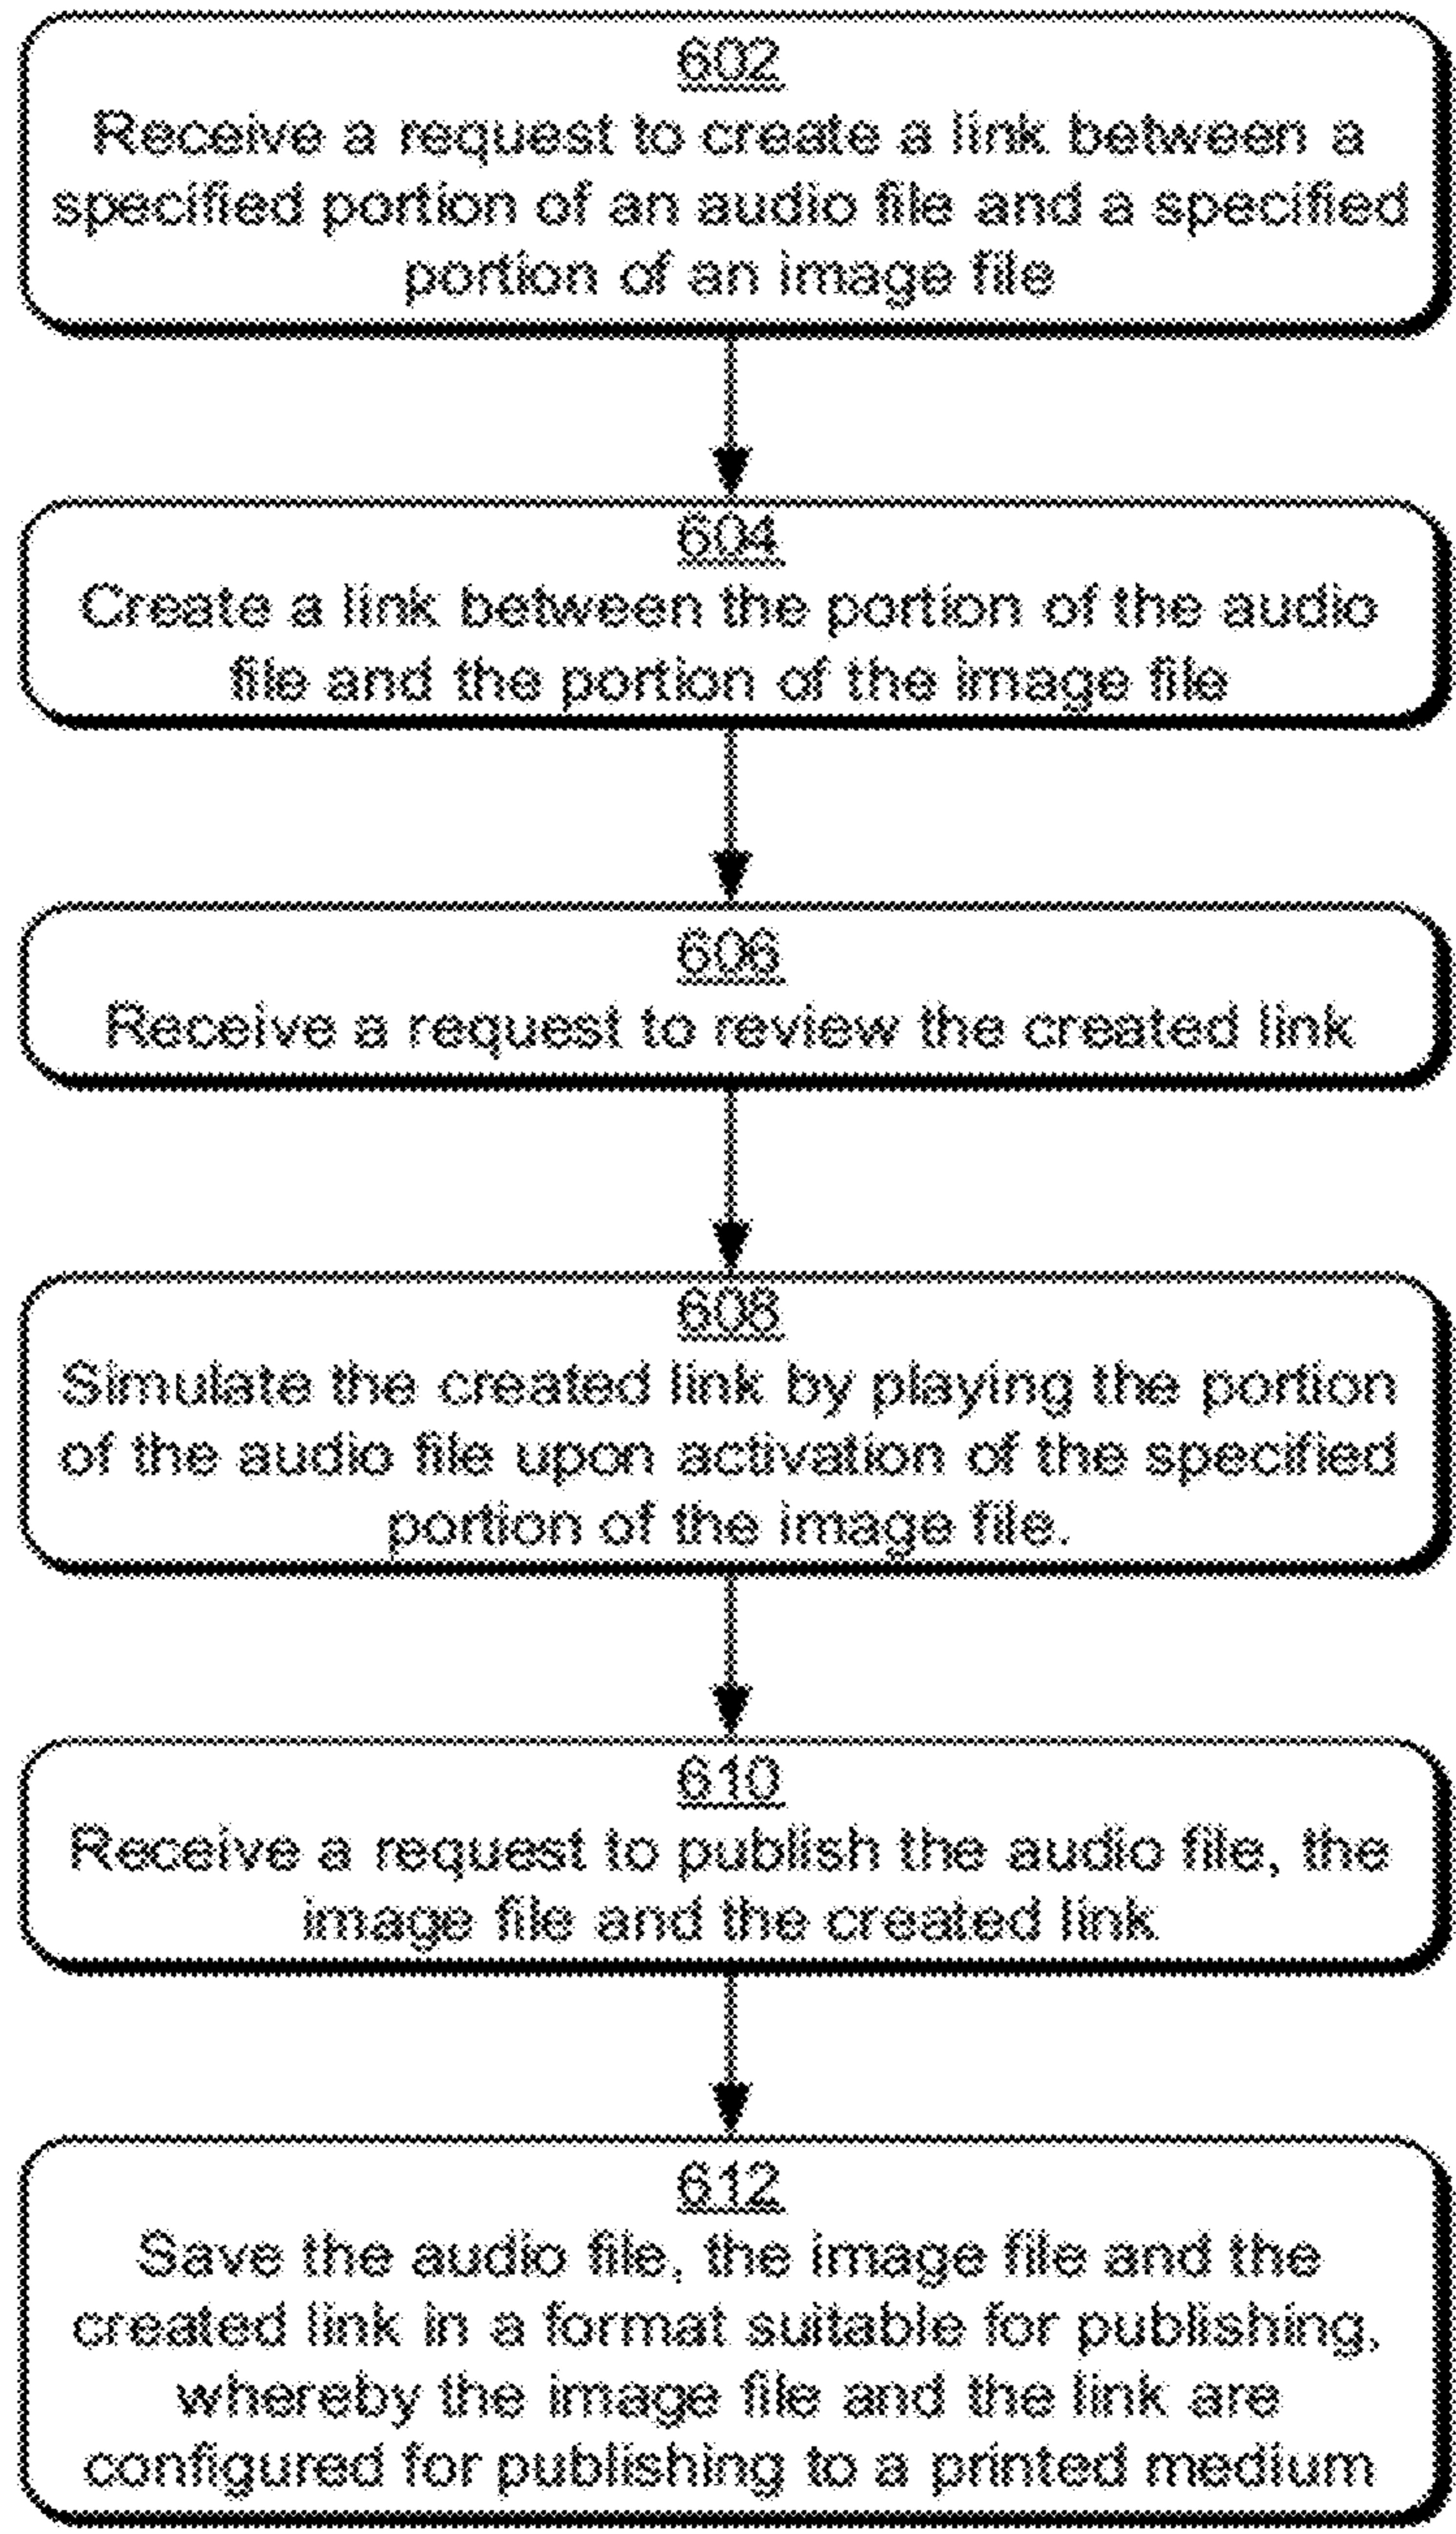 602
Receive a request to create a link between a
specified portion of an audio file and a specified
portion of an image file
604
Create a link between the portion of the audio
file and the portion of the image file
606
Receive a request to review the created link
608
Simulate the created link by playing the portion
of the audio file upon activation of the specified
portion of the image file.
610
Receive a request to publish the audio file, the
image file and the created link
612
Save the audio file, the image file and the
created link in a format suitable for publishing,
whereby the image file and the link are
configured for publishing to a printed medium